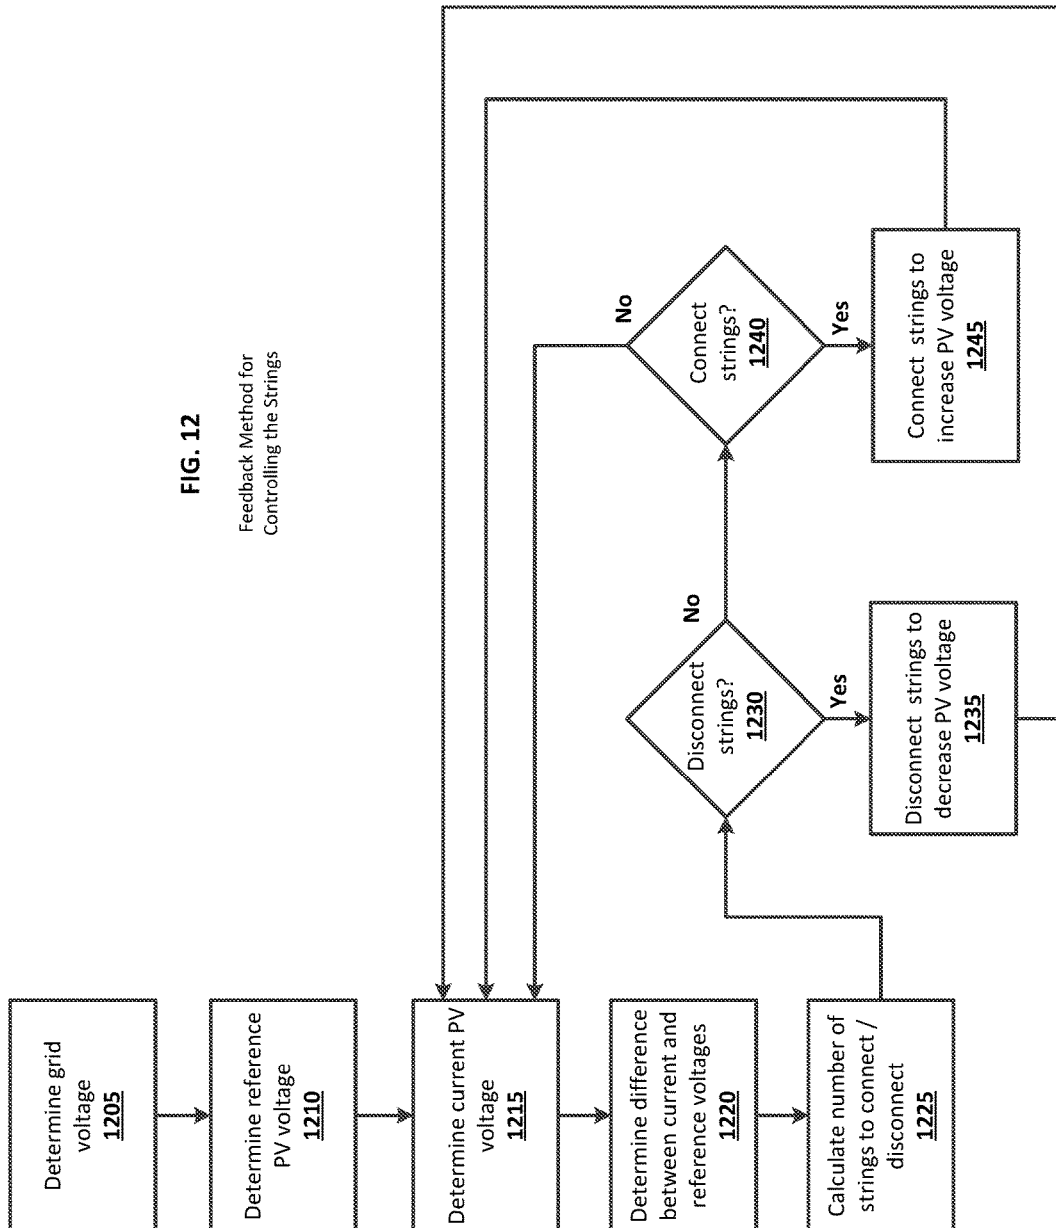 FIG. 12
Feedback Method for
Controlling the Strings
Determine grid
voltage
1205
Determine reference
PV voltage
1210
Determine current PV
voltage
1215
Determine difference
between current and
reference voltages
1220
Calculate number of
strings to connect /
disconnect
1225
Disconnect
strings?
1230
No
Yes
Disconnect strings to
decrease PV voltage
1235
Connect
strings?
1240
No
Yes
Connect strings to
increase PV voltage
1245